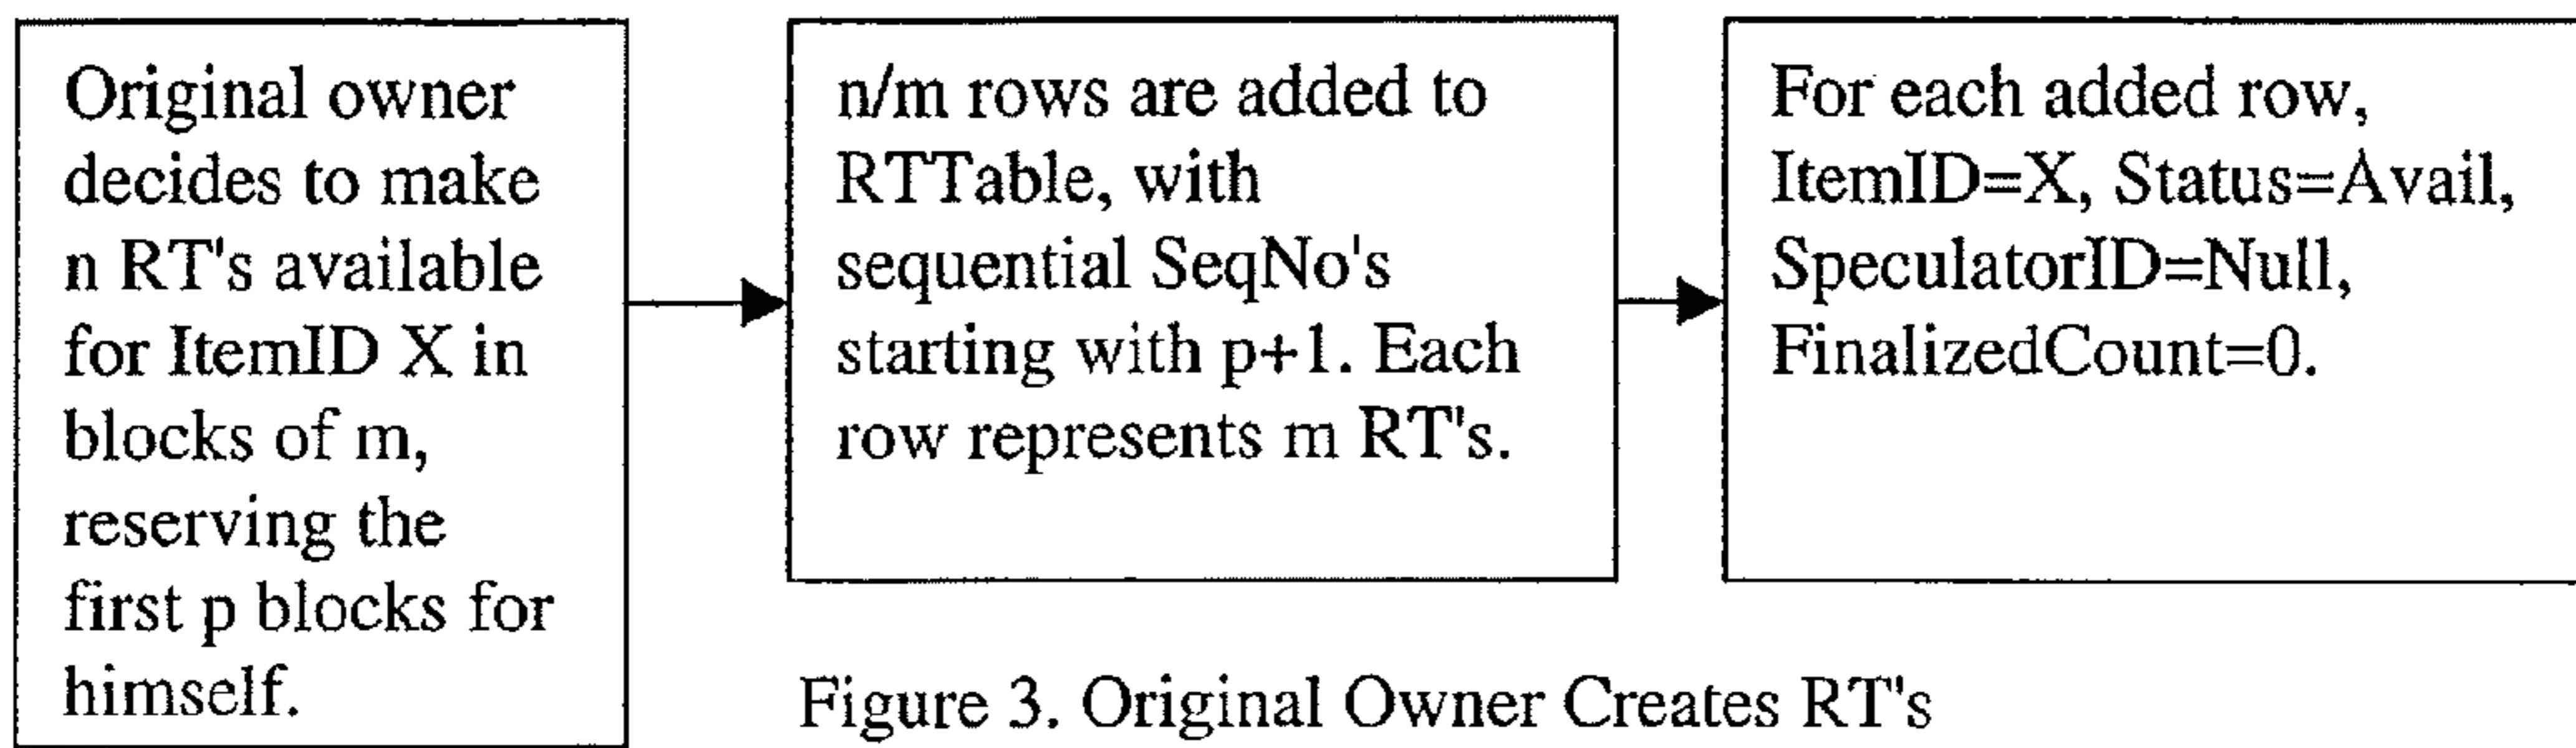 Original owner
decides to make
n RT's available
for ItemID X in
blocks of m,
reserving the
first p blocks for
himself.
n/m rows are added to
RTTable, with
sequential SeqNo's
starting with p+1. Each
row represents m RT's.
For each added row,
ItemID=X, Status=Avail,
SpeculatorID=Null,
FinalizedCount=0.
Figure 3. Original Owner Creates RT's